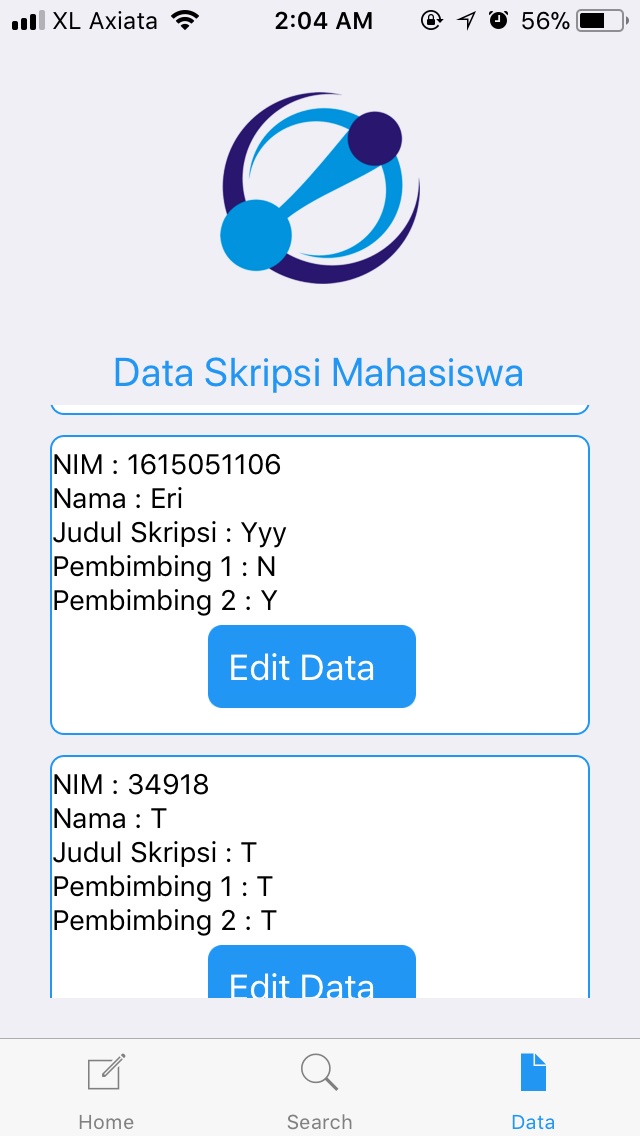 XL Axiata 2:04 AM 56%
Data Skripsi Mahasiswa
NIM : 1615051106
Nama : Eri
Judul Skripsi : Yyy
Pembimbing 1 : N
Pembimbing 2 : Y
Edit Data
NIM : 34918
Nama : T
Judul Skripsi : T
Pembimbing 1 : T
Pembimbing 2 : T
Edit Data
Home Search Data